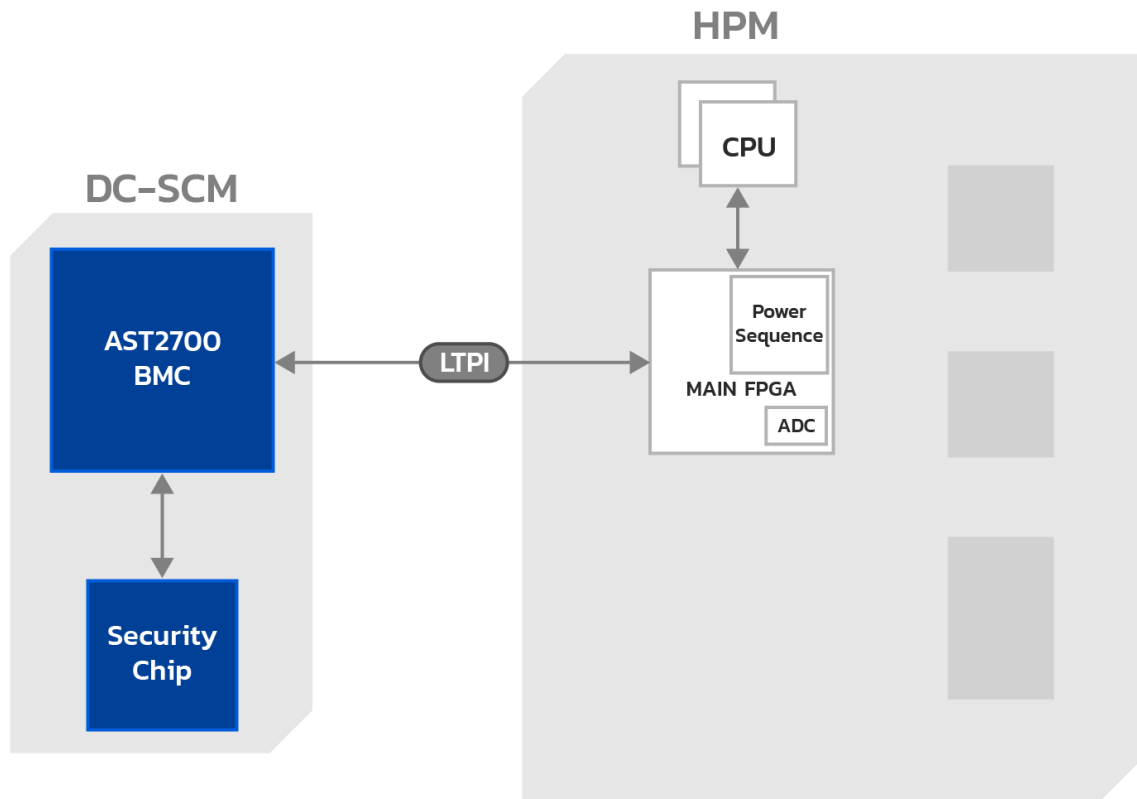 HPM
CPU
DC-SCM
AST2700
BMC
LTPI
Power
Sequence
MAIN FPGA
ADC
Security
Chip